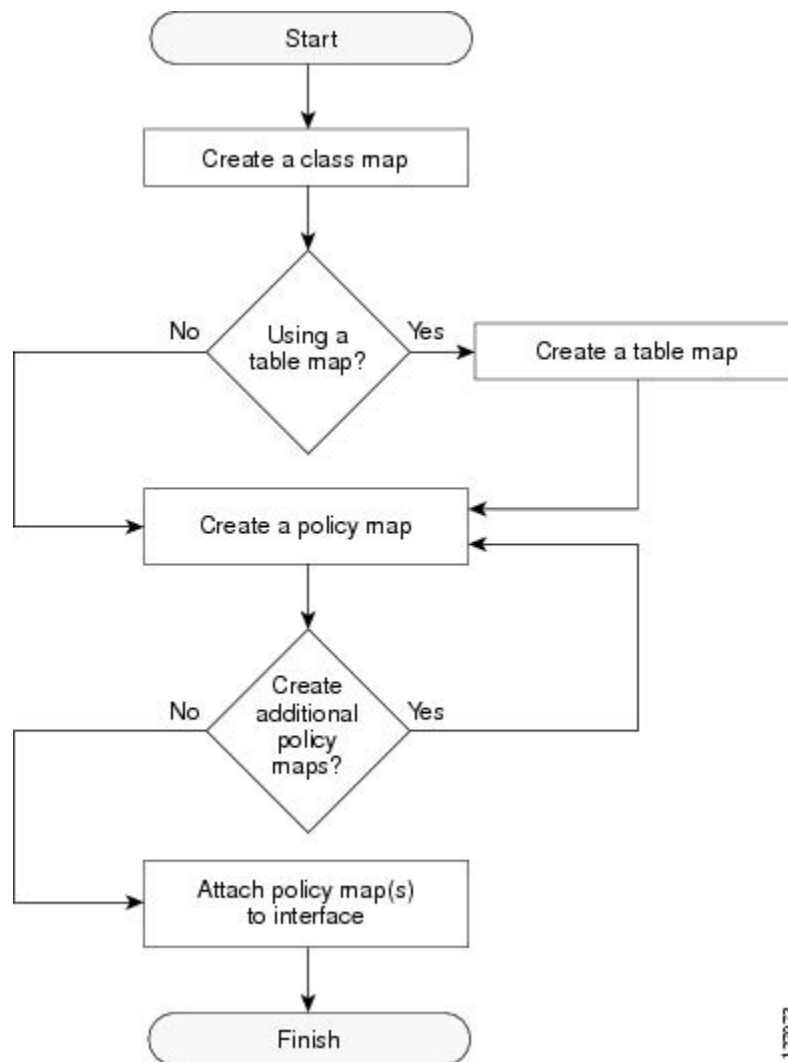 Start
Create a class map
No
Using a
table map?
Yes
Create a table map
Create a policy map
No
Create
additional
policy
maps?
Yes
Attach policy map(s)
to interface
Finish